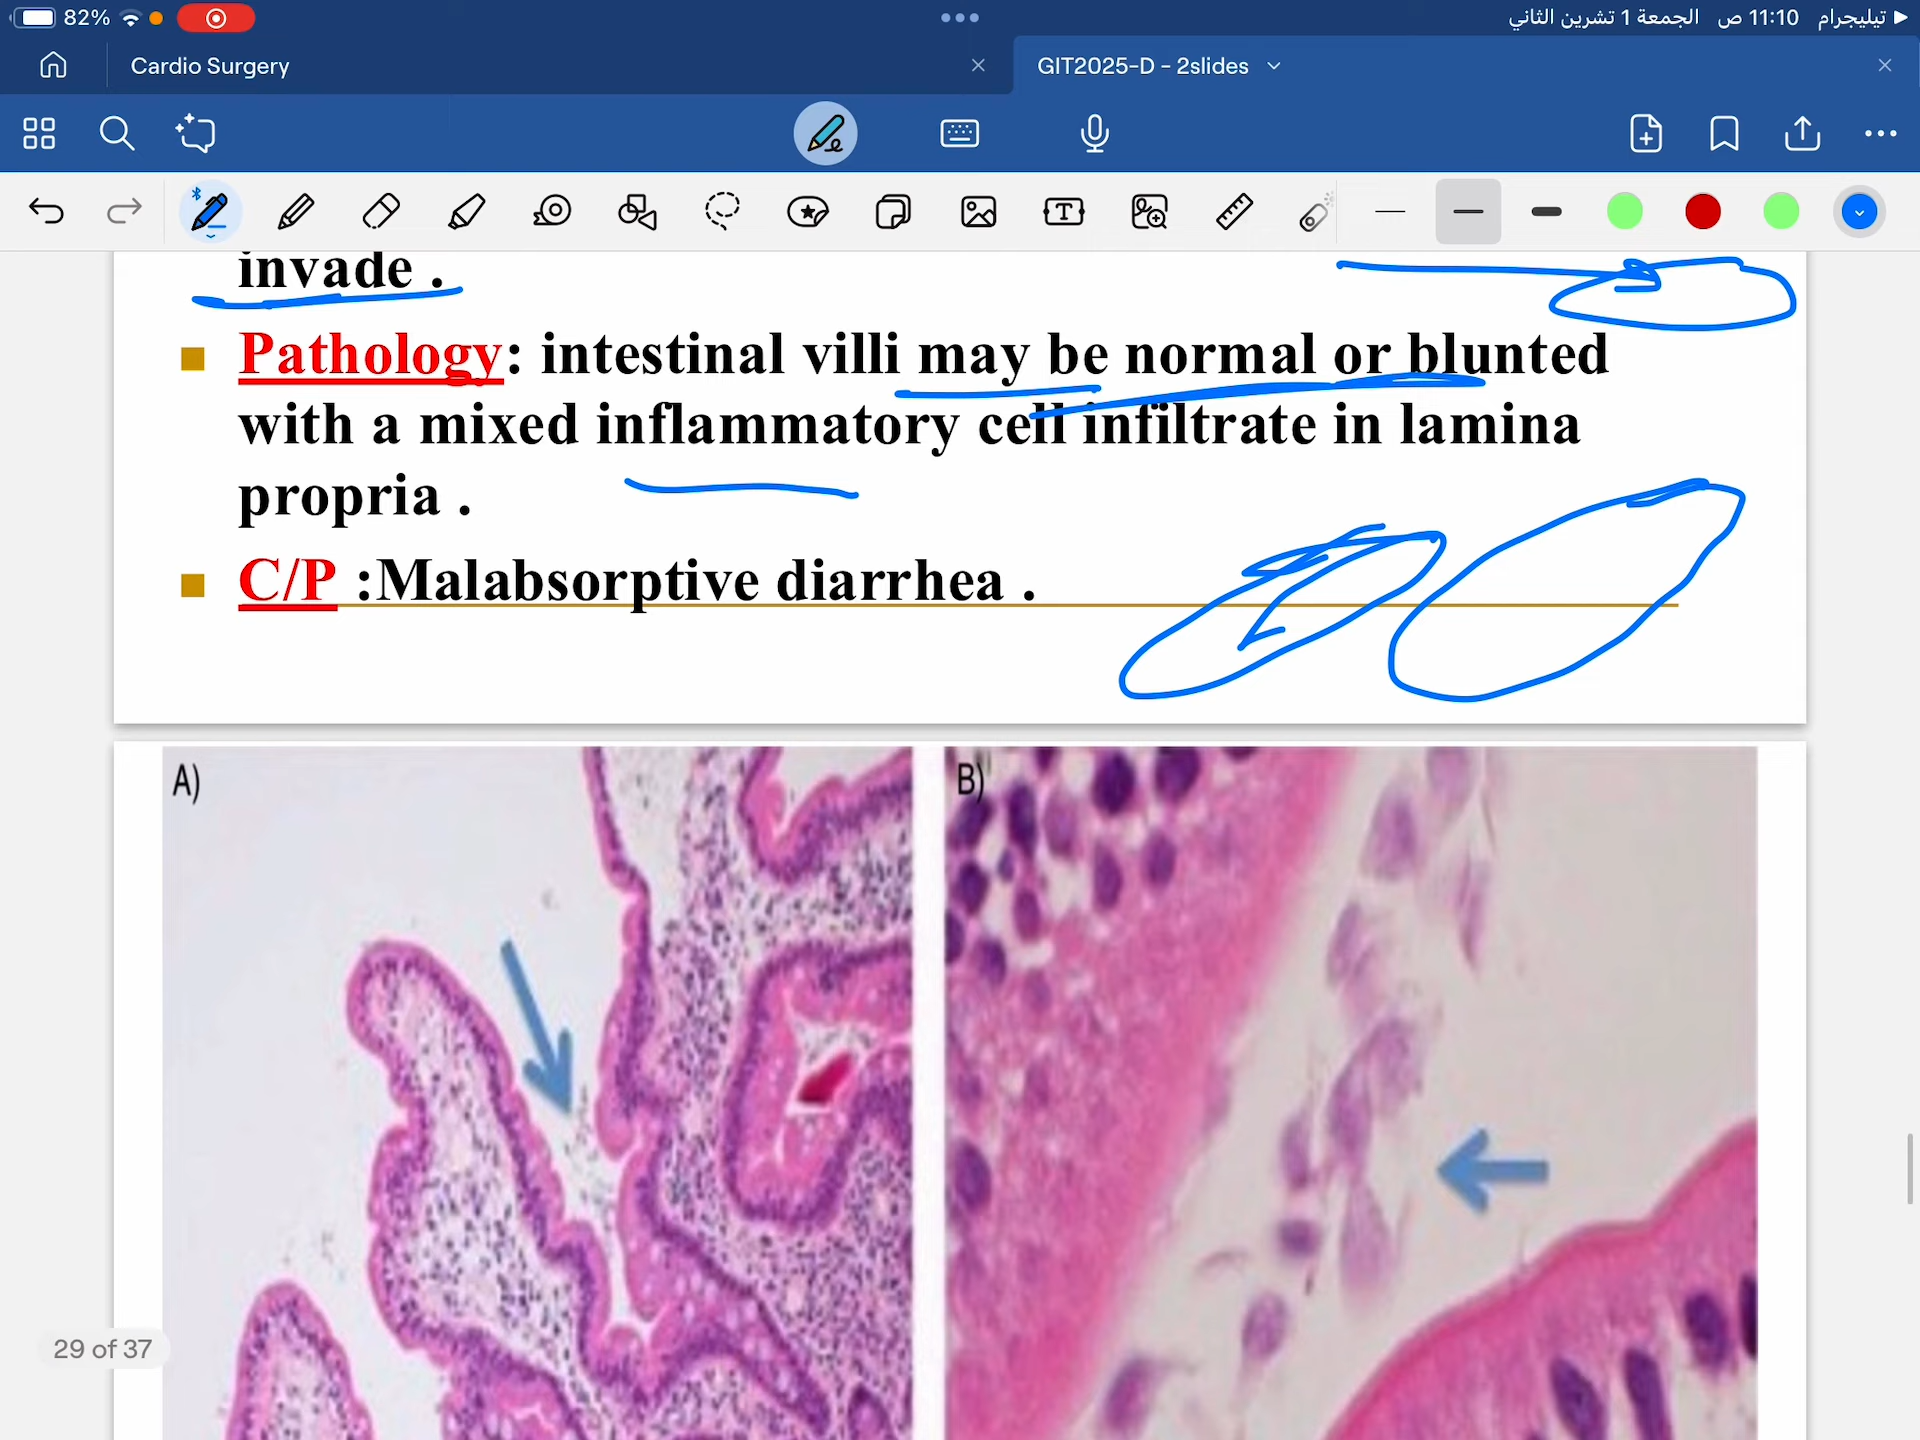 82%
تيليجرام 11:10 ص الجمعة 1 تشرين الثاني
Cardio Surgery
GIT2025-D - 2slides
invade .
Pathology: intestinal villi may be normal or blunted
with a mixed inflammatory cell infiltrate in lamina
propria .
C/P :Malabsorptive diarrhea .
A)
B)
29 of 37